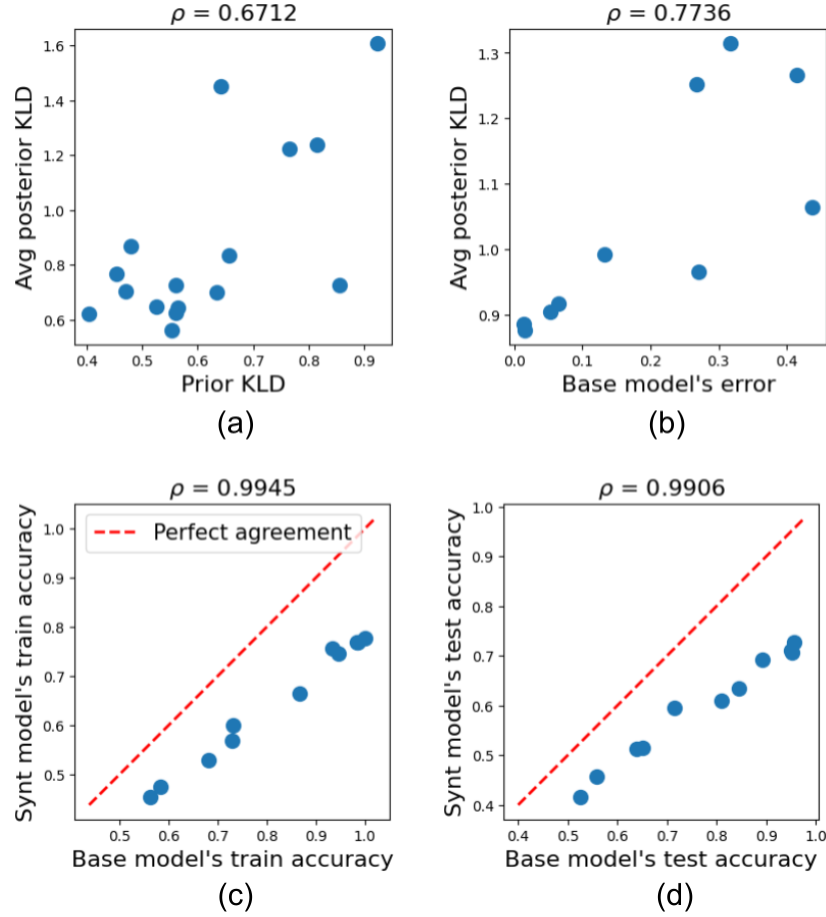 ρ = 0.6712
Avg posterior KLD
1.6
1.4
1.2
1.0
0.8
0.6
0.4 0.5 0.6 0.7 0.8 0.9
Prior KLD
(a)
ρ = 0.7736
Avg posterior KLD
1.3
1.2
1.1
1.0
0.9
0.0 0.1 0.2 0.3 0.4
Base model's error
(b)
ρ = 0.9945
Synt model's train accuracy
Perfect agreement
1.0
0.9
0.8
0.7
0.6
0.5
0.5 0.6 0.7 0.8 0.9 1.0
Base model's train accuracy
(c)
ρ = 0.9906
Synt model's test accuracy
1.0
0.9
0.8
0.7
0.6
0.5
0.4
0.4 0.5 0.6 0.7 0.8 0.9 1.0
Base model's test accuracy
(d)